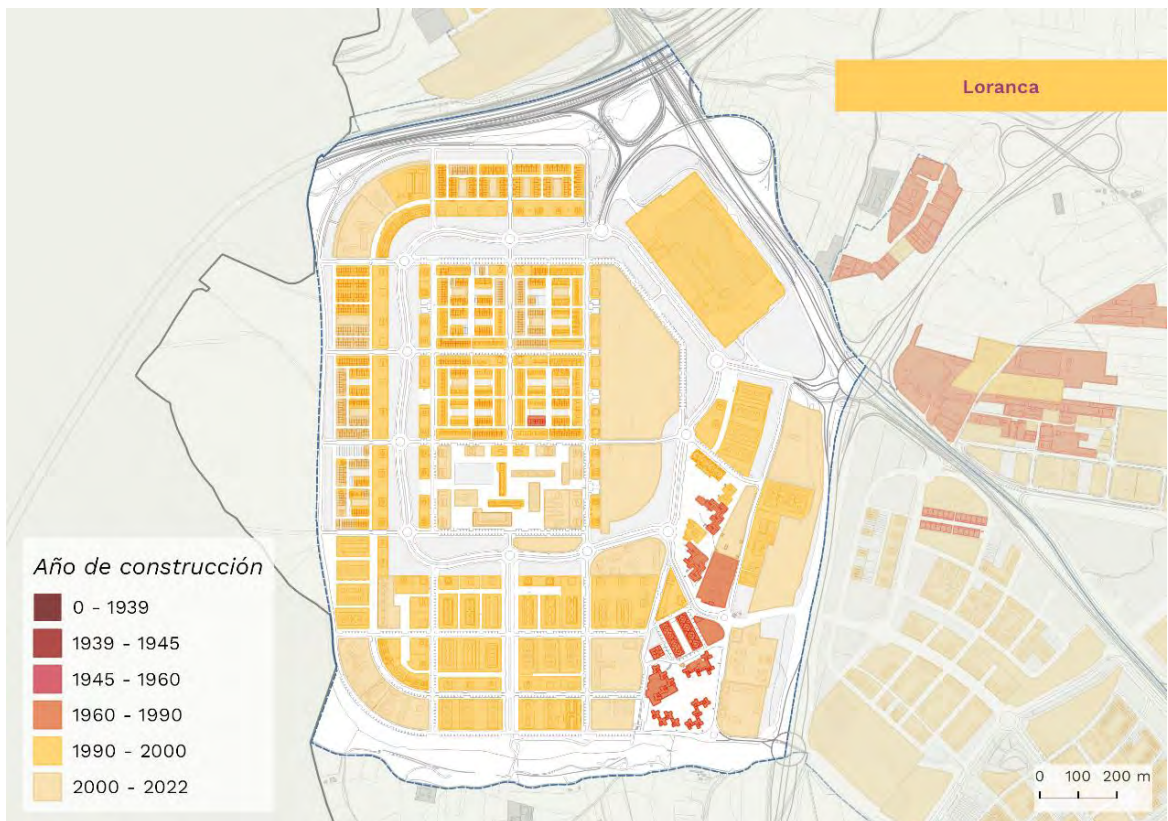 Loranca
Año de construcción
0 - 1939
1939 - 1945
1945 - 1960
1960 - 1990
1990 - 2000
2000 - 2022
0 100 200 m